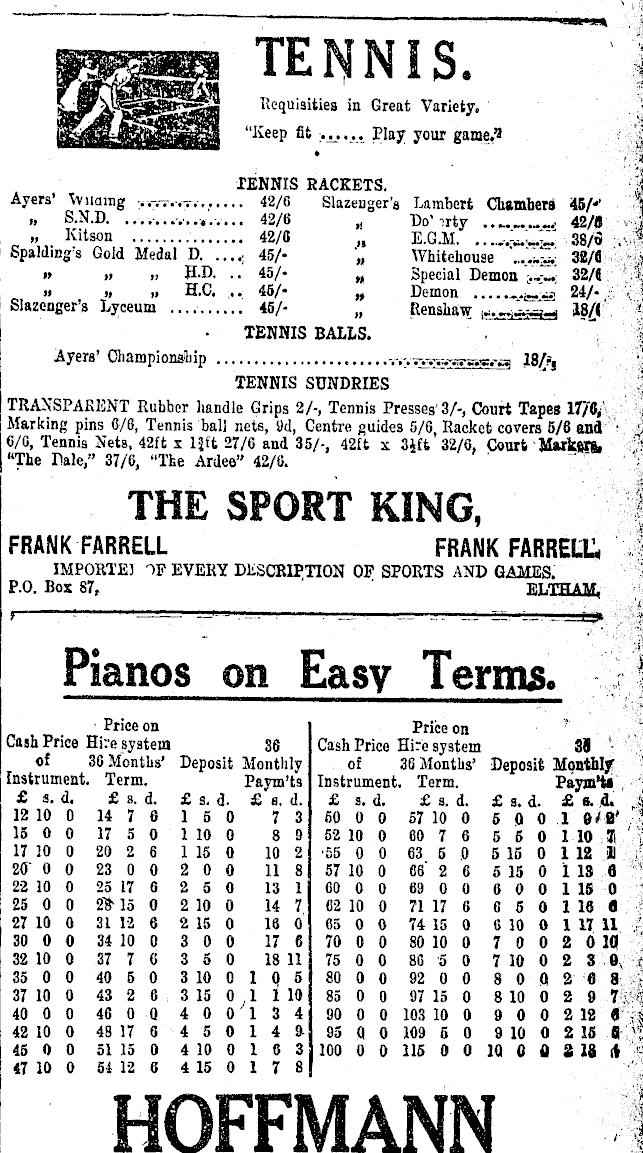 TENNIS.
Requisities in Great Variety.
"Keep fit ...... Play your game."
TENNIS RACKETS.
Ayers' Wilding .............. 42/6
„ S.N.D. ................ 42/6
„ Kitson ............... 42/6
Spalding's Gold Medal D. ..... 45/-
„ „ „ H.D. .. 45/-
„ „ „ H.C. .. 45/-
Slazenger's Lyceum .......... 45/-
Slazenger's Lambert Chambers 45/-
„ Do' erty ........... 42/6
„ E.G.M. ............ 38/6
„ Whitehouse ....... 32/6
„ Special Demon ..... 32/6
„ Demon ............ 24/-
„ Renshaw ........... 18/6
TENNIS BALLS.
Ayers' Championship ........................................ 18/-
TENNIS SUNDRIES
TRANSPARENT Rubber handle Grips 2/-, Tennis Presses 3/-, Court Tapes 17/6,
Marking pins 6/6, Tennis ball nets, 9d, Centre guides 5/6, Racket covers 5/6 and
6/6, Tennis Nets, 42ft x 1¾ft 27/6 and 35/-, 42ft x 3½ft 32/6, Court Markers,
"The Dale," 37/6, "The Ardee" 42/6.
THE SPORT KING,
FRANK FARRELL FRANK FARRELL,
IMPORTE OF EVERY DESCRIPTION OF SPORTS AND GAMES.
P.O. Box 87, ELTHAM,
Pianos on Easy Terms.
Price on
Cash Price Hire system 36
of 36 Months' Deposit Monthly
Instrument. Term. Paym'ts
£ s. d. £ s. d. £ s. d. £ s. d.
12 10 0 14 7 6 1 5 0 7 3
15 0 0 17 5 0 1 10 0 8 9
17 10 0 20 2 6 1 15 0 10 2
20 0 0 23 0 0 2 0 0 11 8
22 10 0 25 17 6 2 5 0 13 1
25 0 0 28 15 0 2 10 0 14 7
27 10 0 31 12 6 2 15 0 16 0
30 0 0 34 10 0 3 0 0 17 6
32 10 0 37 7 6 3 5 0 18 11
35 0 0 40 5 0 3 10 0 1 0 5
37 10 0 43 2 6 3 15 0 1 1 10
40 0 0 46 0 0 4 0 0 1 3 4
42 10 0 48 17 6 4 5 0 1 4 9
45 0 0 51 15 0 4 10 0 1 6 3
47 10 0 54 12 6 4 15 0 1 7 8
Price on
Cash Price Hire system 36
of 36 Months' Deposit Monthly
Instrument. Term. Paym'ts
£ s. d. £ s. d. £ s. d. £ s. d.
50 0 0 57 10 0 5 0 0 1 9 2
52 10 0 60 7 6 5 5 0 1 10 7
55 0 0 63 5 0 5 15 0 1 12 1
57 10 0 66 2 6 5 15 0 1 13 6
60 0 0 69 0 0 6 0 0 1 15 0
62 10 0 71 17 6 6 5 0 1 16 6
65 0 0 74 15 0 6 10 0 1 17 11
70 0 0 80 10 0 7 0 0 2 0 10
75 0 0 86 5 0 7 10 0 2 3 9
80 0 0 92 0 0 8 0 0 2 6 8
85 0 0 97 15 0 8 10 0 2 9 7
90 0 0 103 10 0 9 0 0 2 12 6
95 0 0 109 5 0 9 10 0 2 15 5
100 0 0 115 0 0 10 0 0 2 18 4
HOFFMANN